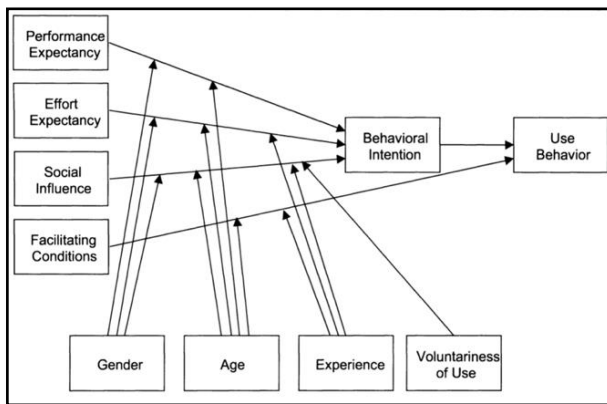 Performance
Expectancy
Effort
Expectancy
Social
Influence
Facilitating
Conditions
Behavioral
Intention
Use
Behavior
Gender
Age
Experience
Voluntariness
of Use